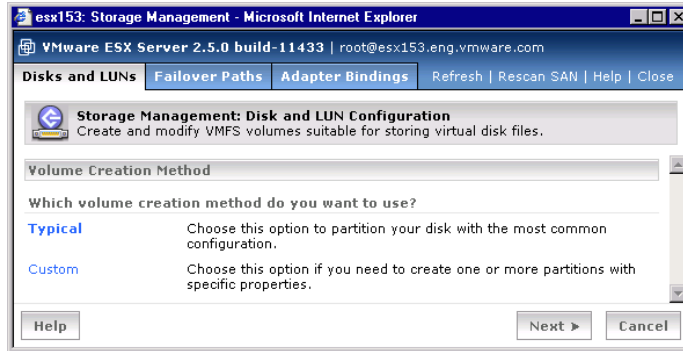 esx153: Storage Management - Microsoft Internet Explorer
VMware ESX Server 2.5.0 build-11433 | root@esx153.eng.vmware.com
Disks and LUNs Failover Paths Adapter Bindings Refresh | Rescan SAN | Help | Close
Storage Management: Disk and LUN Configuration
Create and modify VMFS volumes suitable for storing virtual disk files.
Volume Creation Method
Which volume creation method do you want to use?
Typical Choose this option to partition your disk with the most common
configuration.
Custom Choose this option if you need to create one or more partitions with
specific properties.
Help Next Cancel